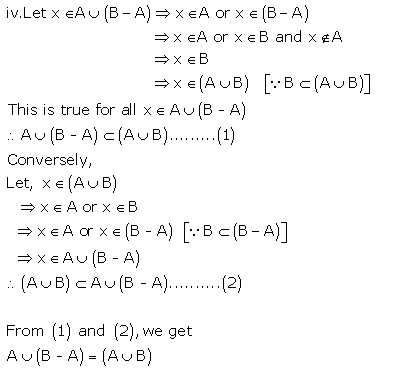 iv.Let x ∈A∪(B – A)⇒x ∈A or x∈(B–A)
⇒x ∈A or x∈B and x∉A
⇒x ∈B
⇒x ∈(A∪B) [∵B⊂(A∪B)]
This is true for all x∈A∪(B - A)
∴ A∪(B - A)⊂(A∪B).........(1)
Conversely,
Let, x∈(A∪B)
⇒x∈A or x∈B
⇒x∈A or x∈(B - A) [∵B⊂(B–A)]
⇒x∈A∪(B - A)
∴ (A∪B)⊂A∪(B - A)..........(2)
From (1) and (2),we get
A∪(B - A)=(A∪B)